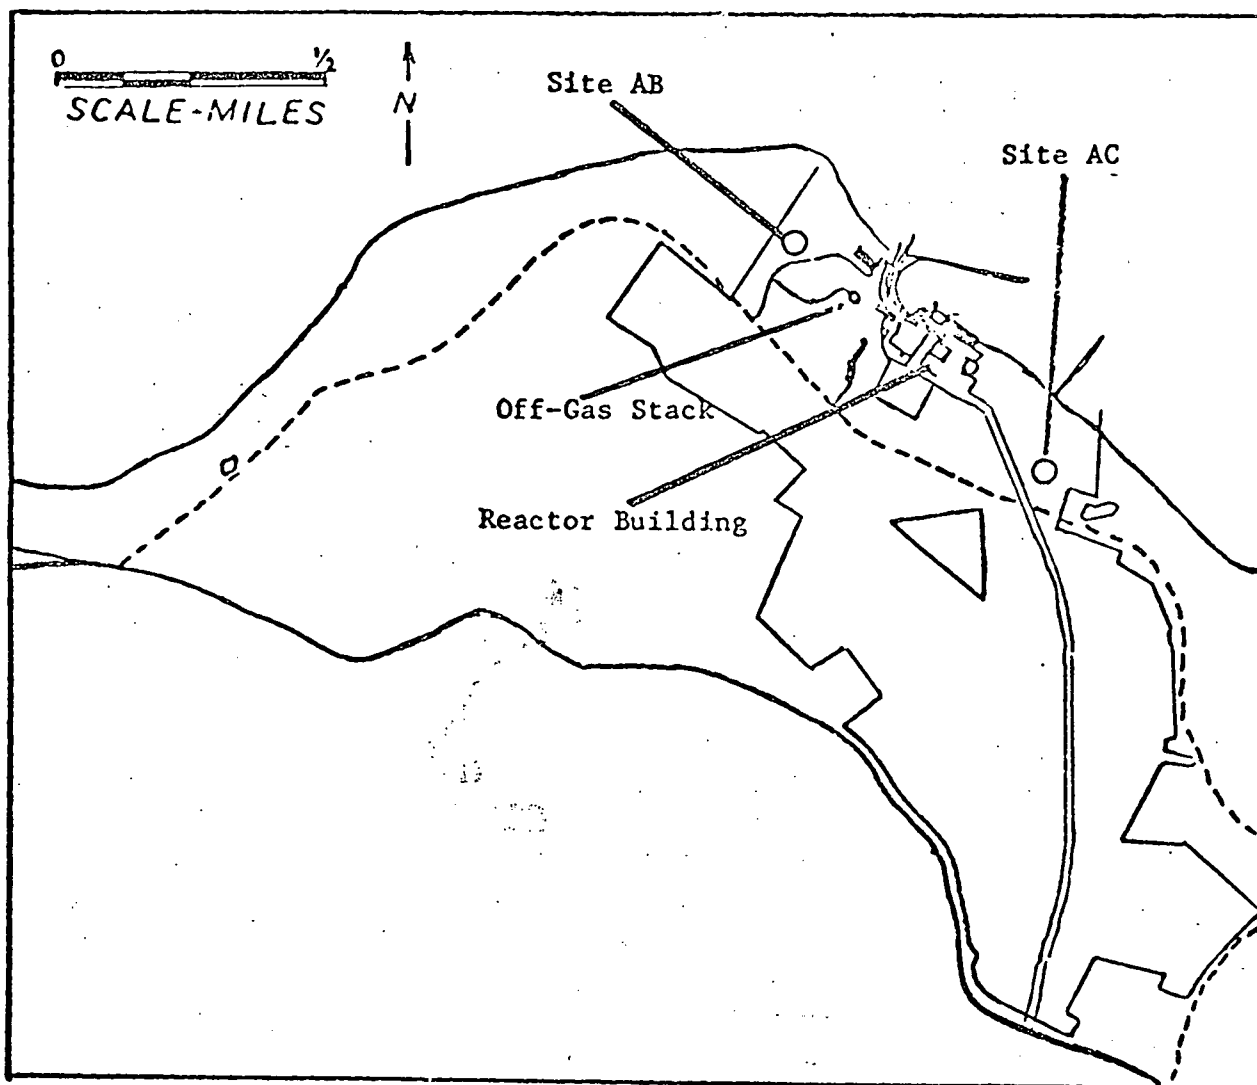 0 1/2
SCALE-MILES
N
Site AB
Site AC
Off-Gas Stack
Reactor Building